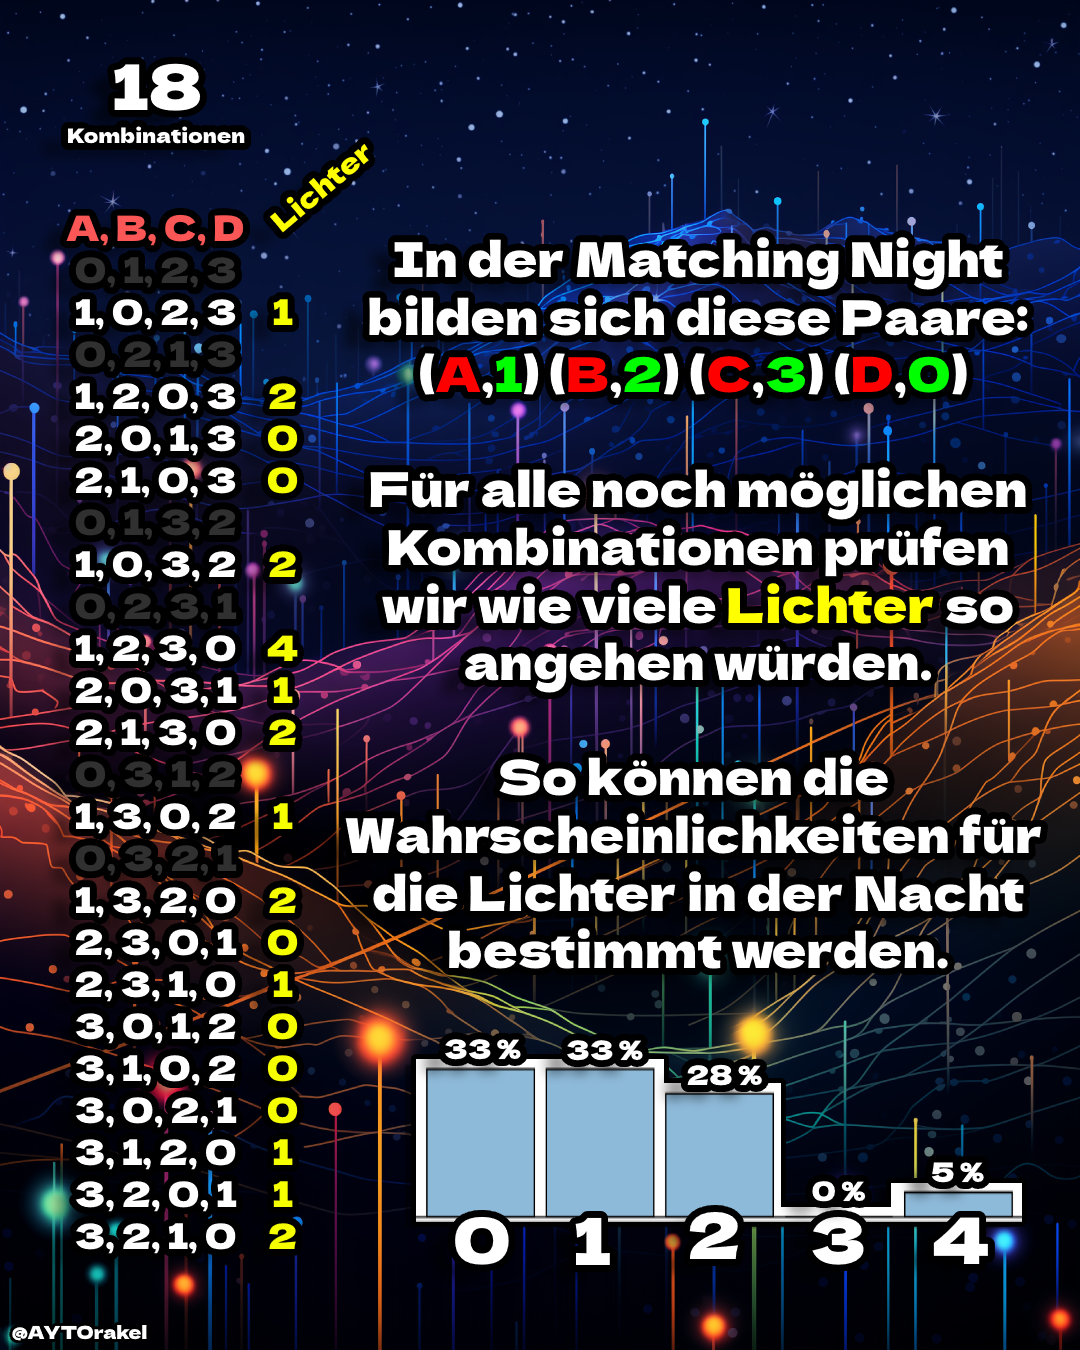 18
Kombinationen
Lichter
A, B, C, D
0, 1, 2, 3
1, 0, 2, 3 1
0, 2, 1, 3
1, 2, 0, 3 2
2, 0, 1, 3 0
2, 1, 0, 3 0
0, 1, 3, 2
1, 0, 3, 2 2
0, 2, 3, 1
1, 2, 3, 0 4
2, 0, 3, 1 1
2, 1, 3, 0 2
0, 3, 1, 2
1, 3, 0, 2 1
0, 3, 2, 1
1, 3, 2, 0 2
2, 3, 0, 1 0
2, 3, 1, 0 1
3, 0, 1, 2 0
3, 1, 0, 2 0
3, 0, 2, 1 0
3, 1, 2, 0 1
3, 2, 0, 1 1
3, 2, 1, 0 2
In der Matching Night
bilden sich diese Paare:
(A,1) (B,2) (C,3) (D,0)
Für alle noch möglichen
Kombinationen prüfen
wir wie viele Lichter so
angehen würden.
So können die
Wahrscheinlichkeiten für
die Lichter in der Nacht
bestimmt werden.
33 % 33 % 28 % 0 % 5 %
0 1 2 3 4
@AYTOrakel